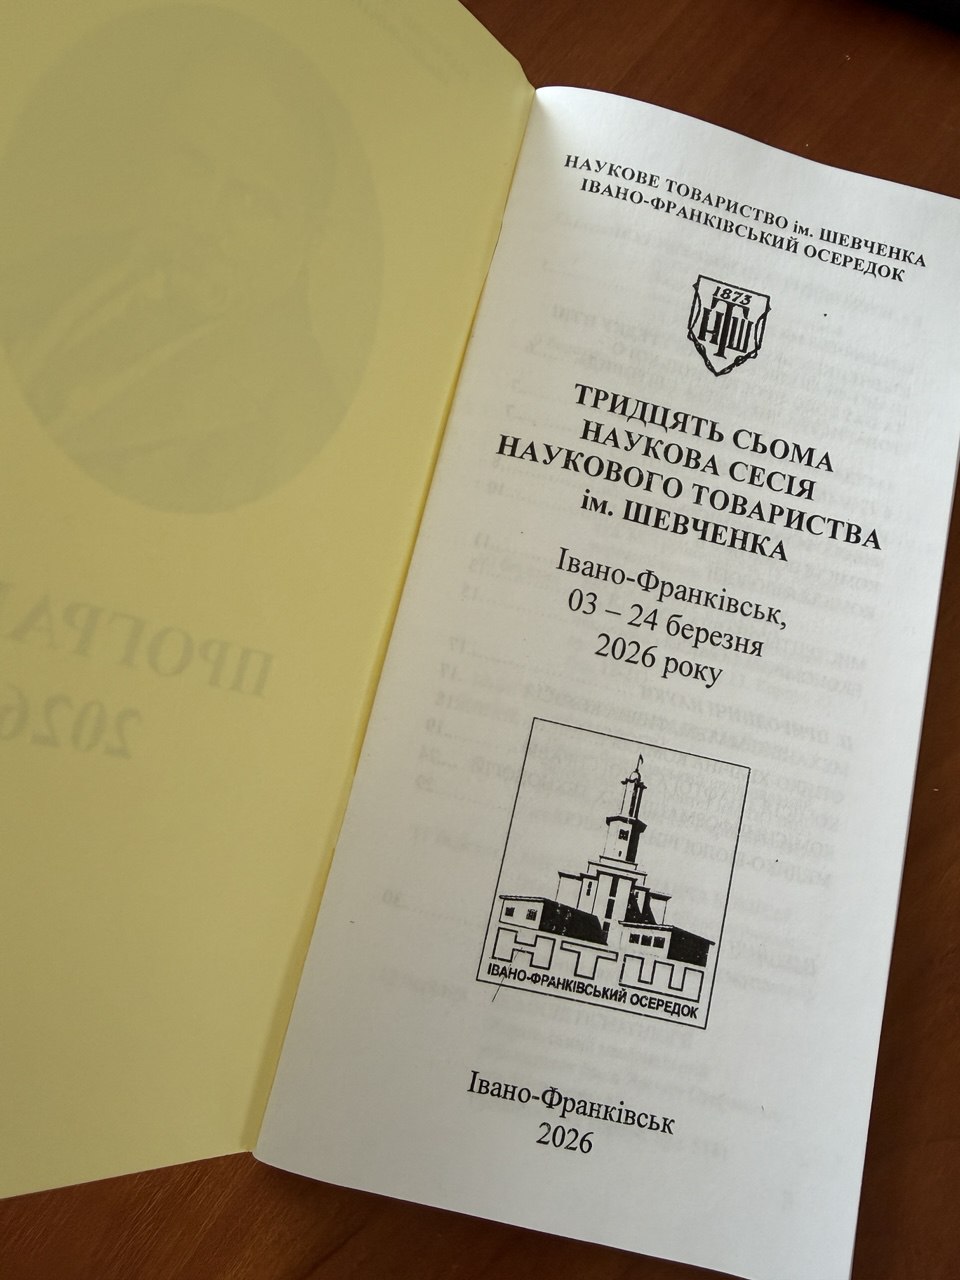 НАУКОВЕ ТОВАРИСТВО ім. ШЕВЧЕНКА
ІВАНО-ФРАНКІВСЬКИЙ ОСЕРЕДОК
1873
НТШ
ТРИДЦЯТЬ СЬОМА
НАУКОВА СЕСІЯ
НАУКОВОГО ТОВАРИСТВА
ім. ШЕВЧЕНКА
Івано-Франківськ,
03 – 24 березня
2026 року
НТШ
ІВАНО-ФРАНКІВСЬКИЙ ОСЕРЕДОК
Івано-Франківськ
2026